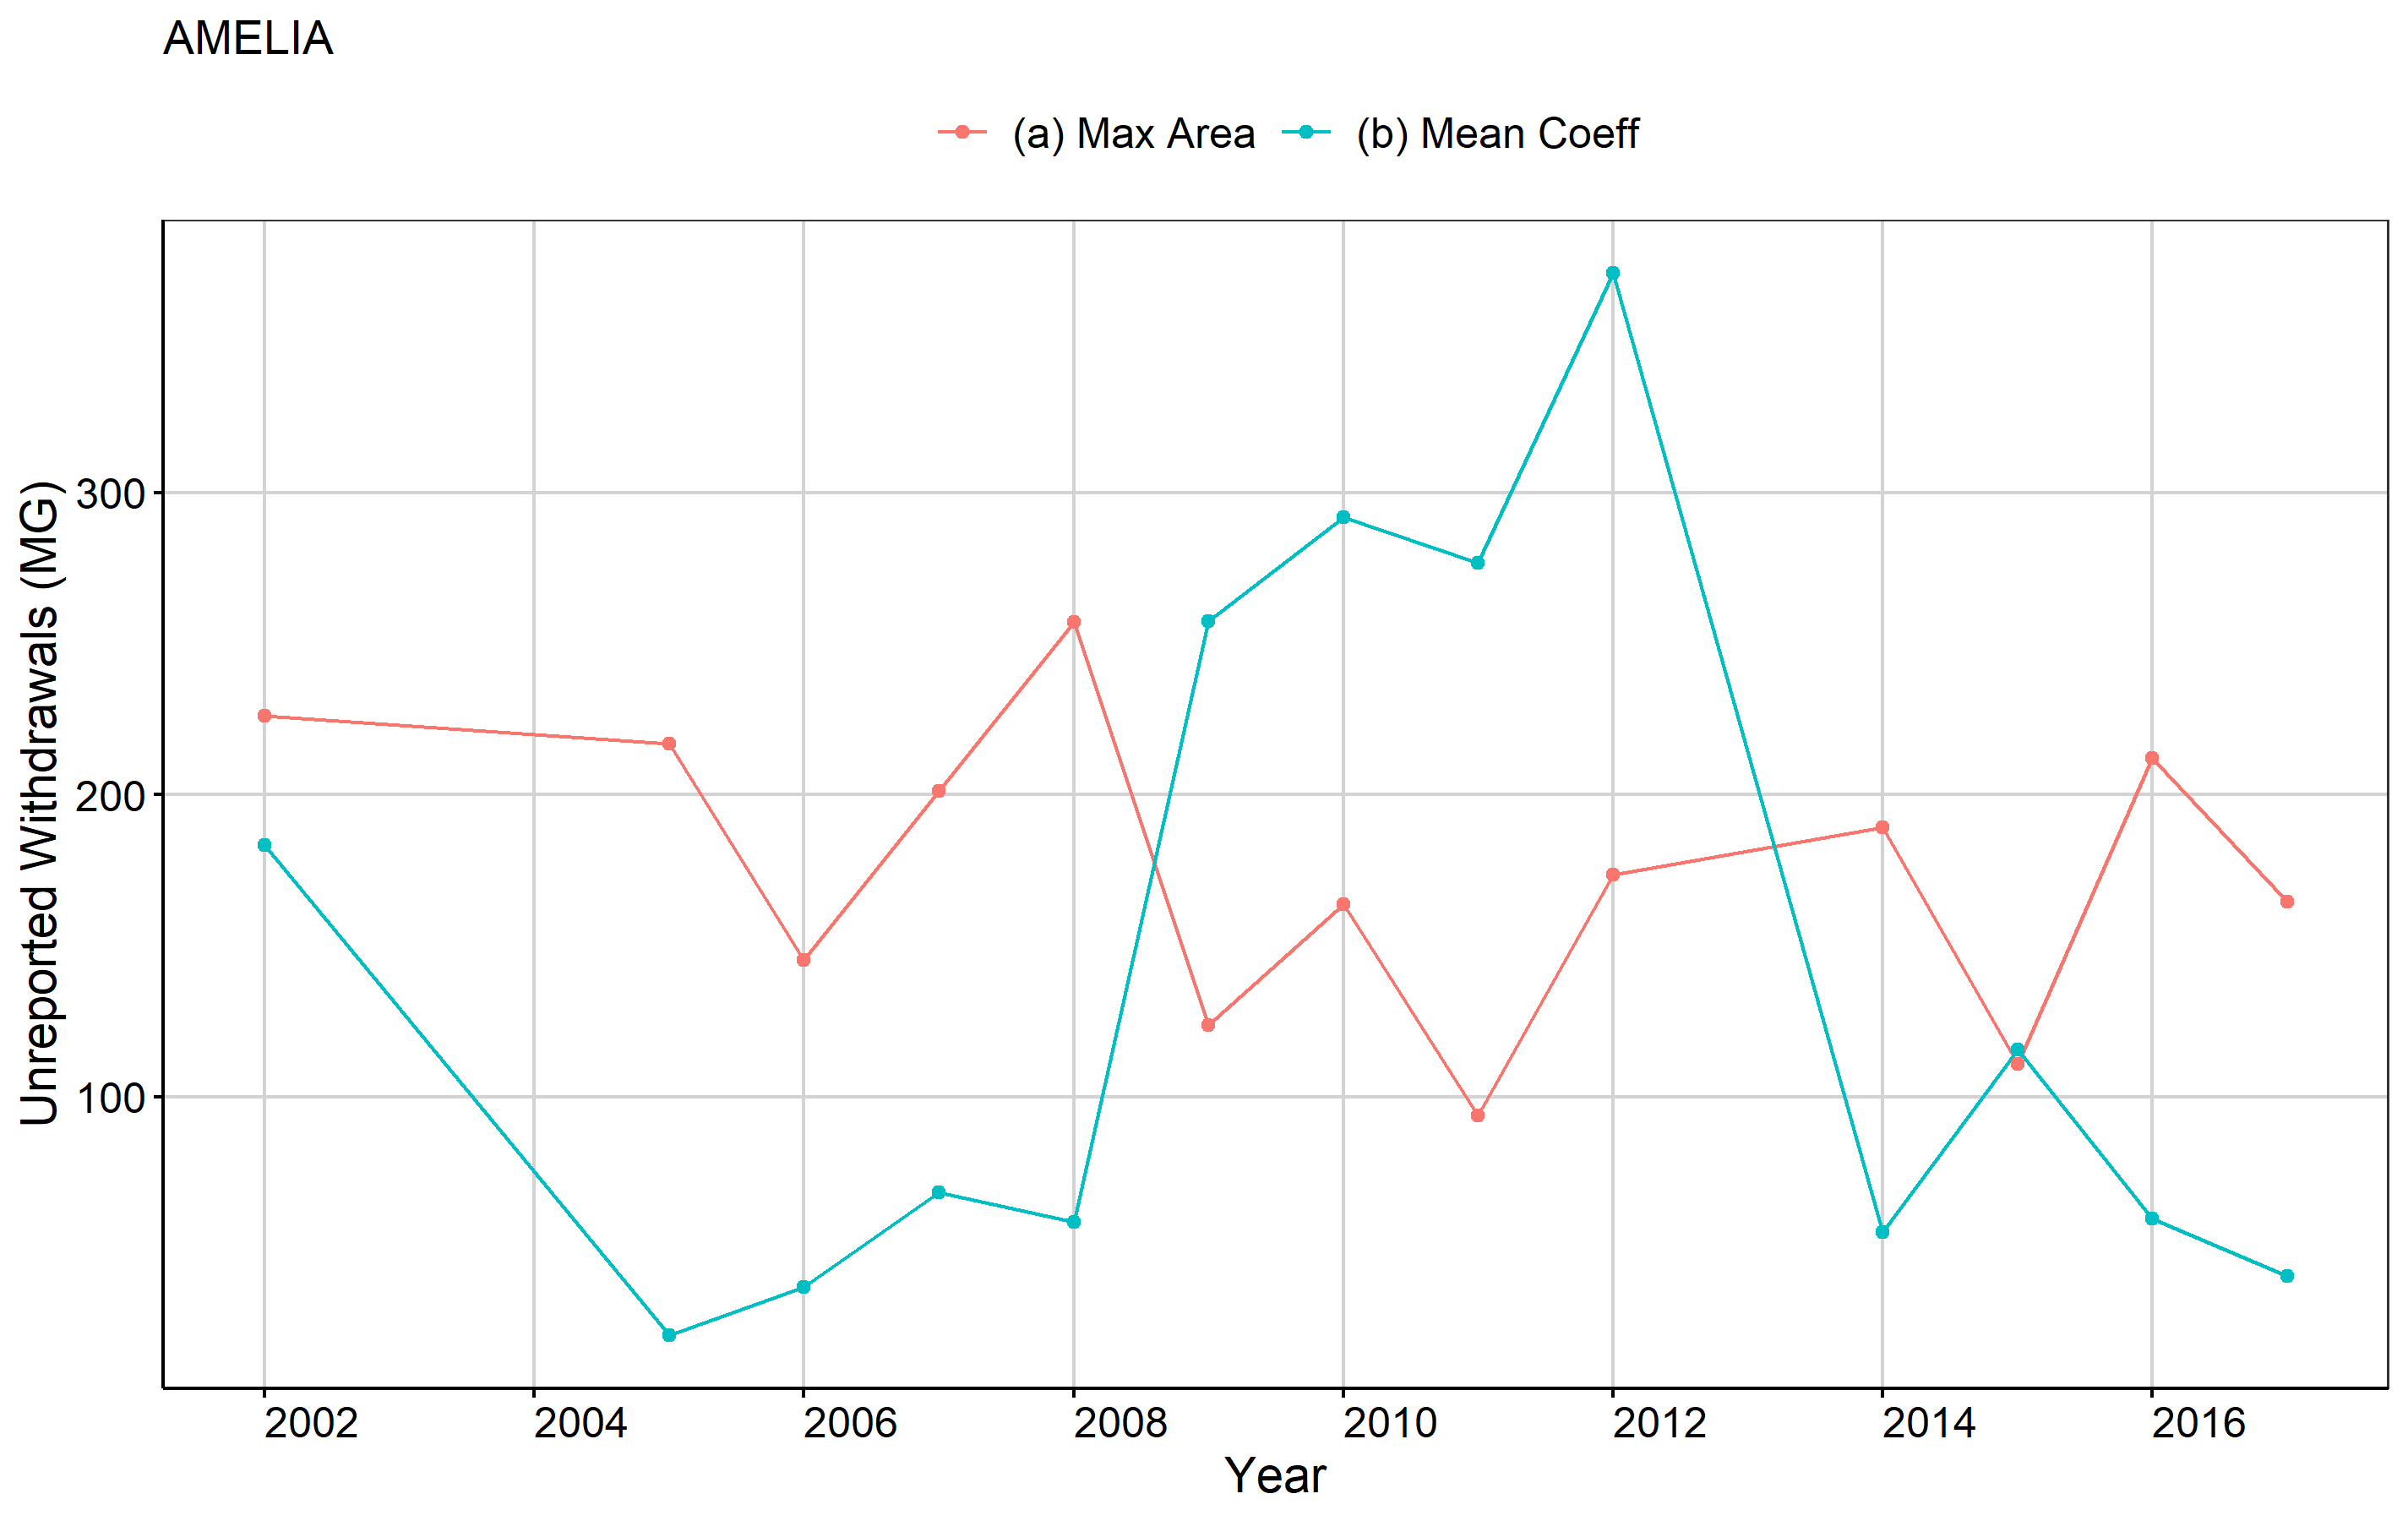 AMELIA
(a) Max Area (b) Mean Coeff
Unreported Withdrawals (MG)
300
200
100
2002 2004 2006 2008 2010 2012 2014 2016
Year